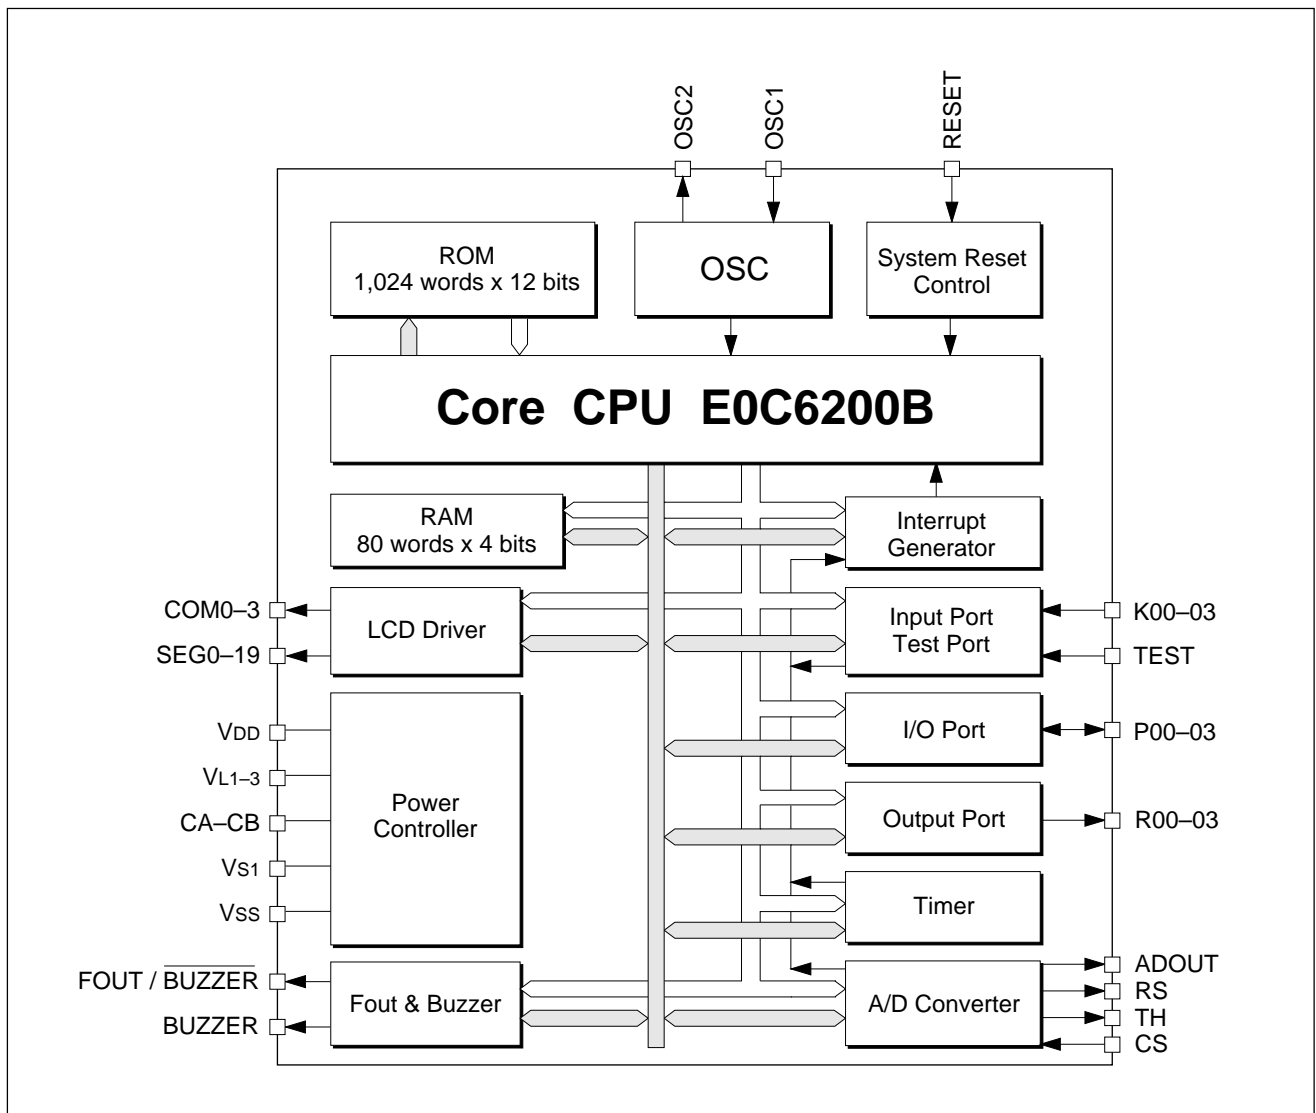 OSC2
OSC1
RESET
ROM
1,024 words x 12 bits
OSC
System Reset
Control
Core CPU E0C6200B
RAM
80 words x 4 bits
Interrupt
Generator
COM0–3
SEG0–19
LCD Driver
Input Port
Test Port
K00–03
TEST
VDD
VL1–3
CA–CB
VS1
VSS
Power
Controller
I/O Port
P00–03
Output Port
R00–03
Timer
FOUT / BUZZER
BUZZER
Fout & Buzzer
A/D Converter
ADOUT
RS
TH
CS